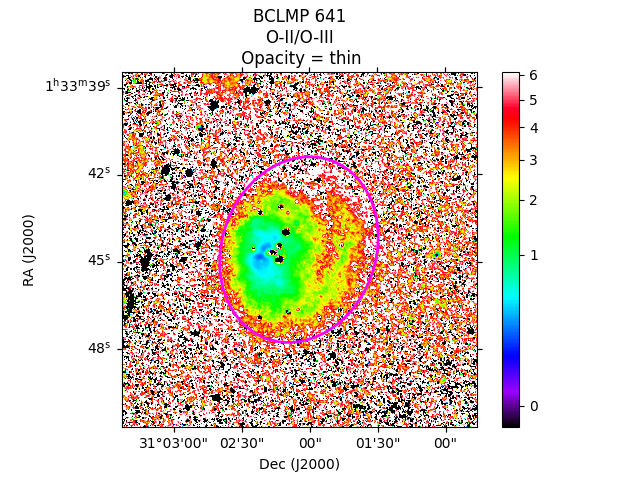 BCLMP 641
O-II/O-III
Opacity = thin
1ʰ33ᵐ39ˢ
42ˢ
45ˢ
48ˢ
RA (J2000)
31°03'00" 02'30" 00" 01'30" 00"
Dec (J2000)
6
5
4
3
2
1
0